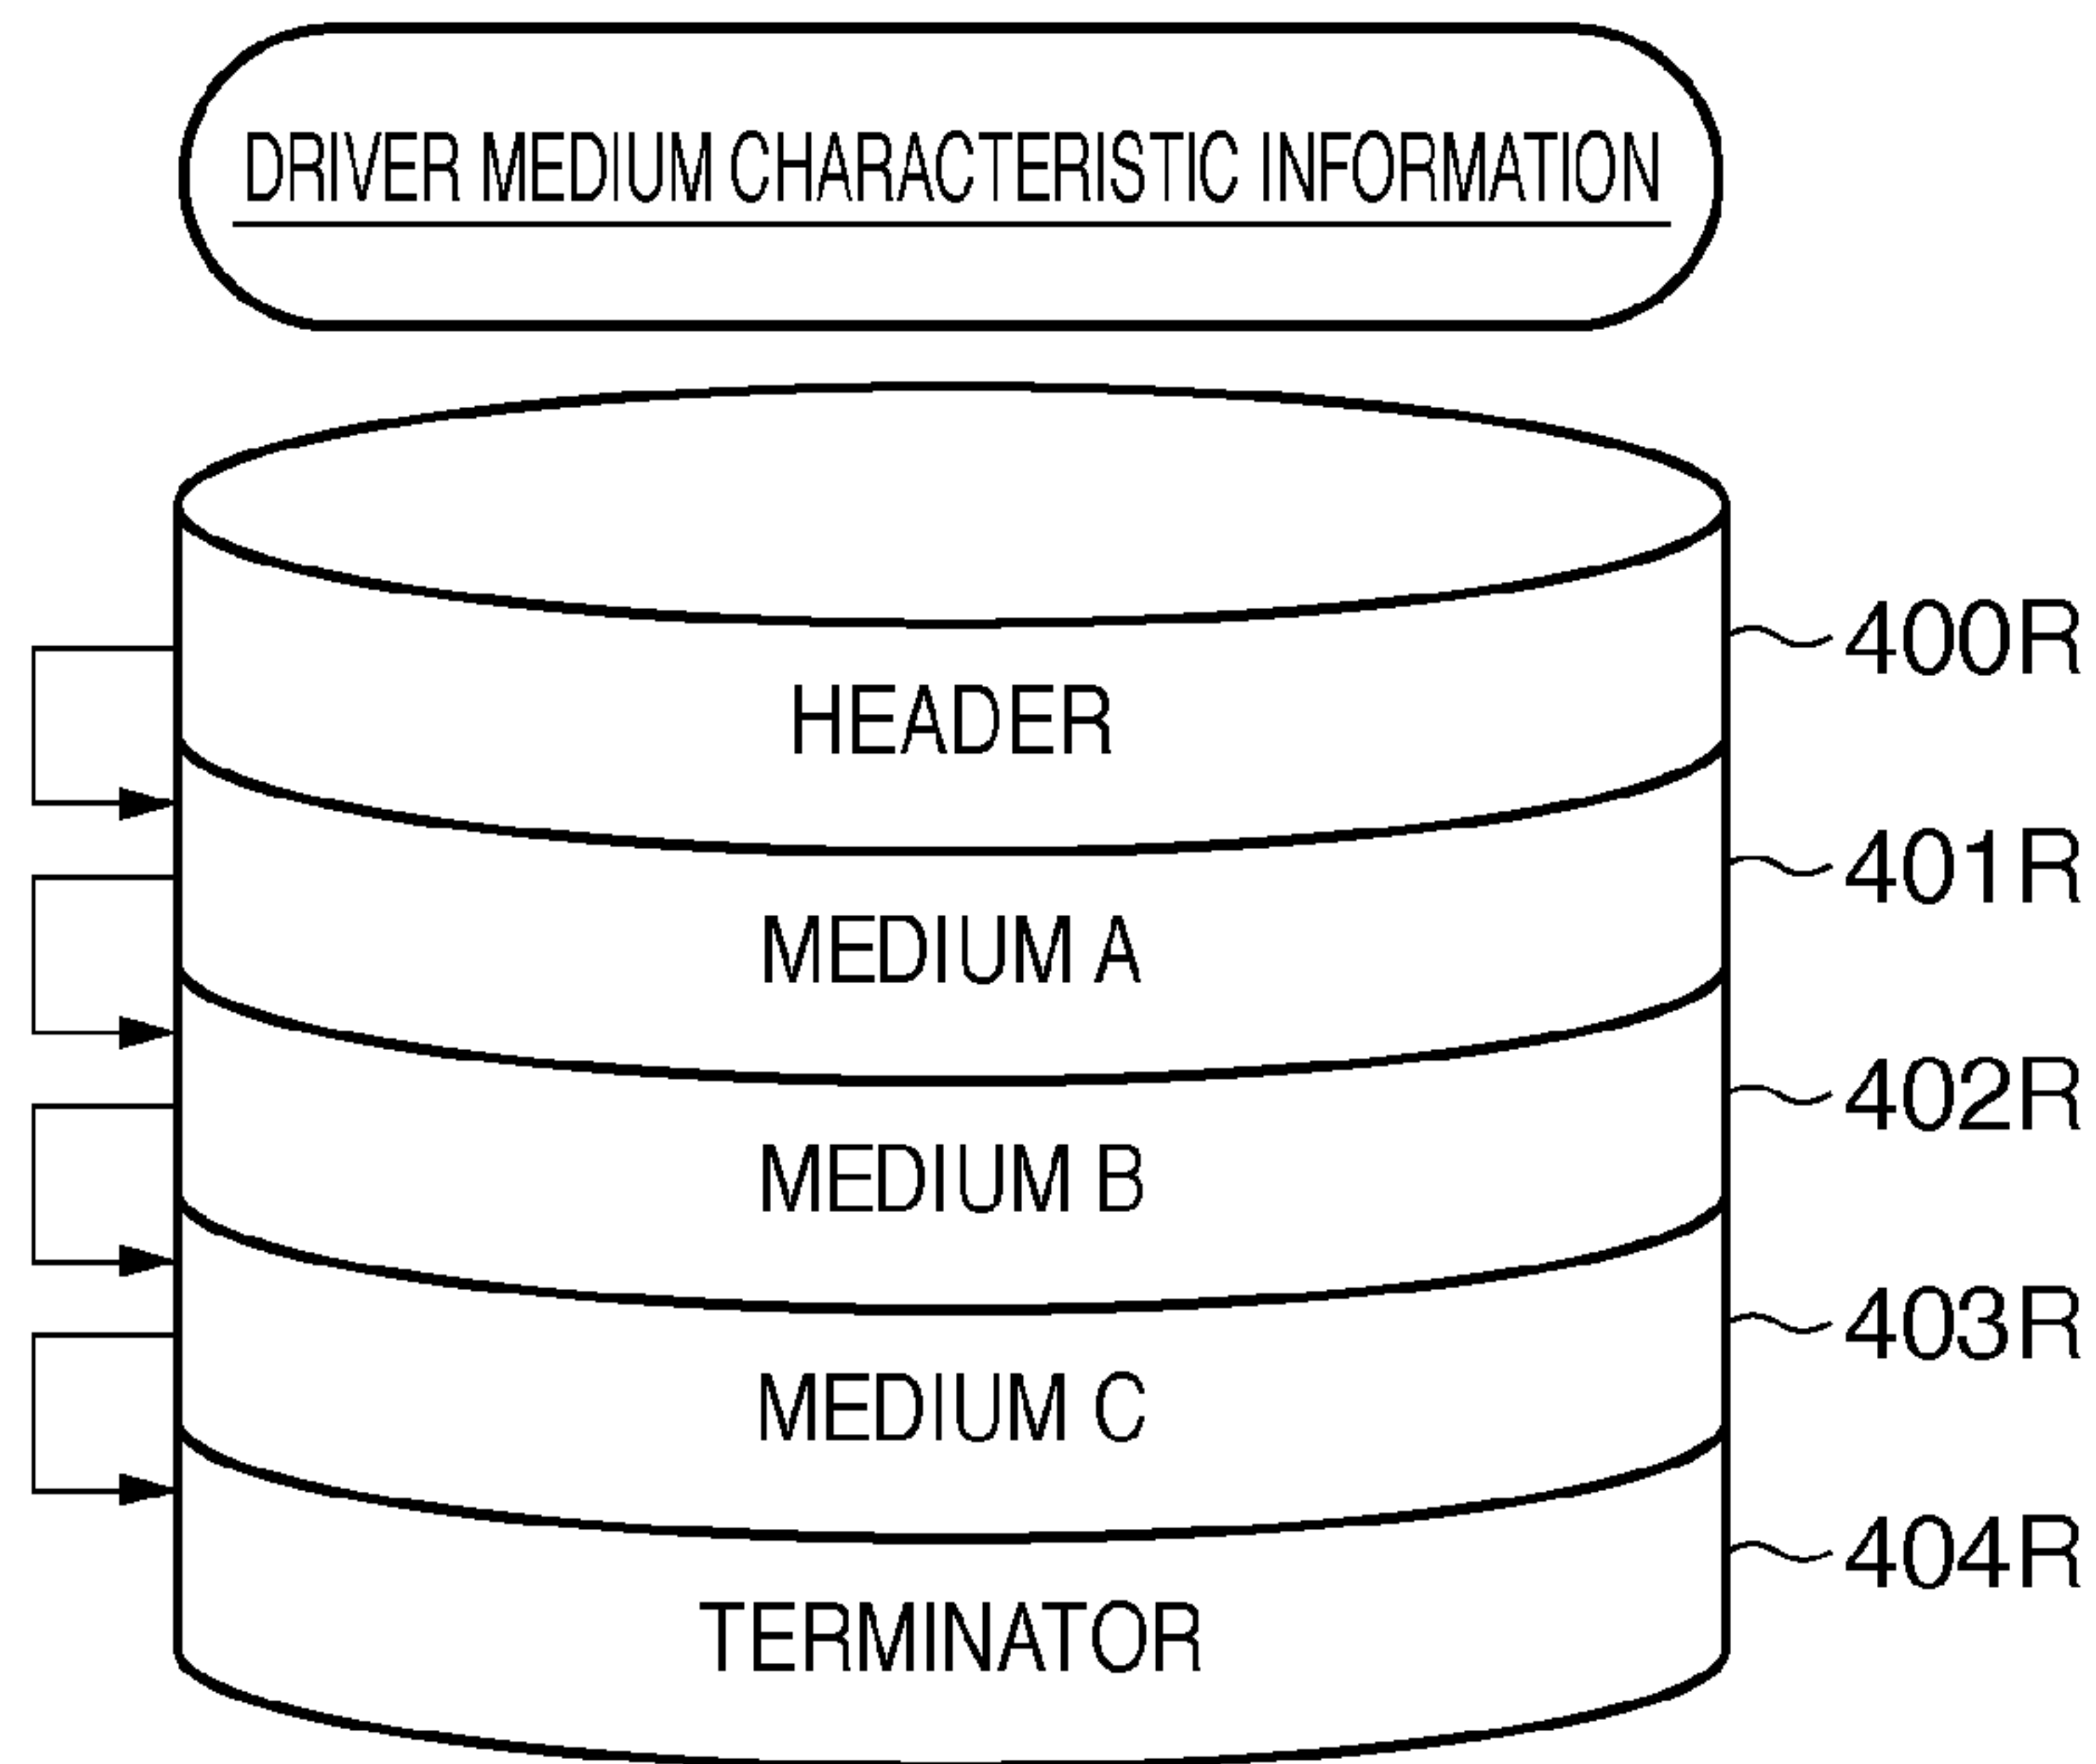 DRIVER MEDIUM CHARACTERISTIC INFORMATION
400R
HEADER
401R
MEDIUM A
402R
MEDIUM B
403R
MEDIUM C
404R
TERMINATOR